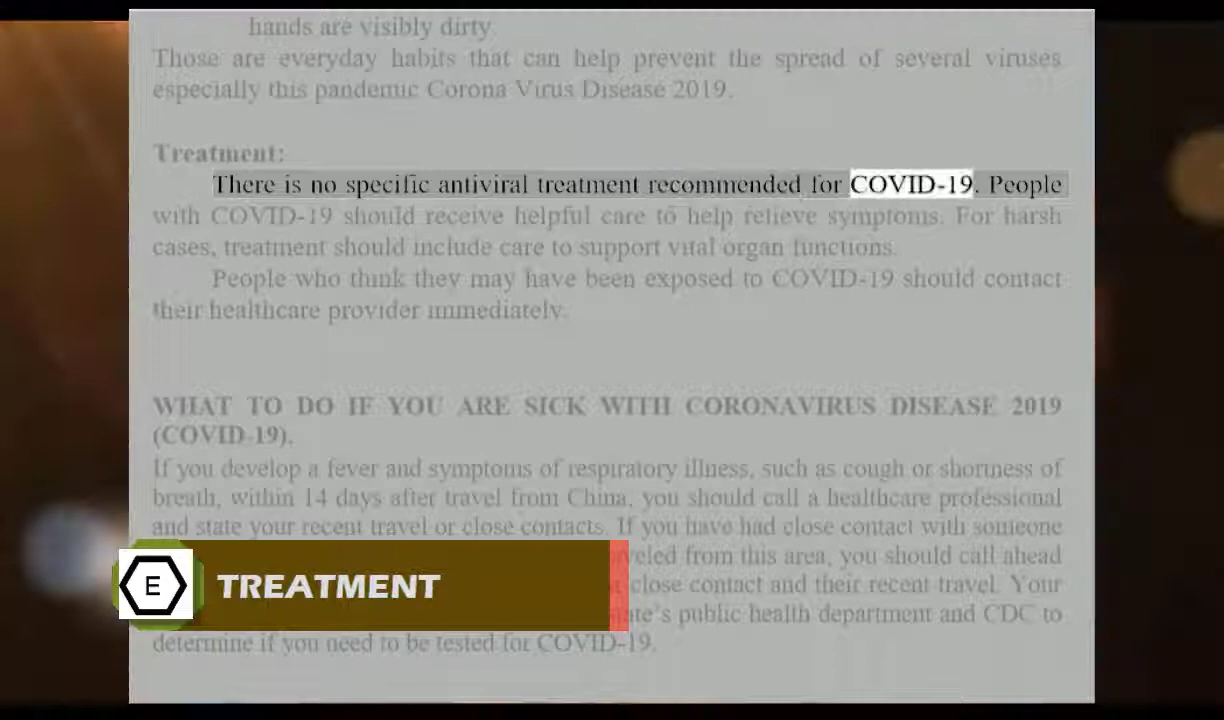 hands are visibly dirty
Those are everyday habits that can help prevent the spread of several viruses
especially this pandemic Corona Virus Disease 2019.
Treatment:
There is no specific antiviral treatment recommended for COVID-19. People
with COVID-19 should receive helpful care to help relieve symptoms. For harsh
cases, treatment should include care to support vital organ functions.
People who think they may have been exposed to COVID-19 should contact
their healthcare provider immediately.
WHAT TO DO IF YOU ARE SICK WITH CORONAVIRUS DISEASE 2019
(COVID-19).
If you develop a fever and symptoms of respiratory illness, such as cough or shortness of
breath, within 14 days after travel from China, you should call a healthcare professional
and state your recent travel or close contacts. If you have had close contact with someone
from this area, you should call ahead
close contact and their recent travel. Your
public health department and CDC to
determine if you need to be tested for COVID-19.
E
TREATMENT